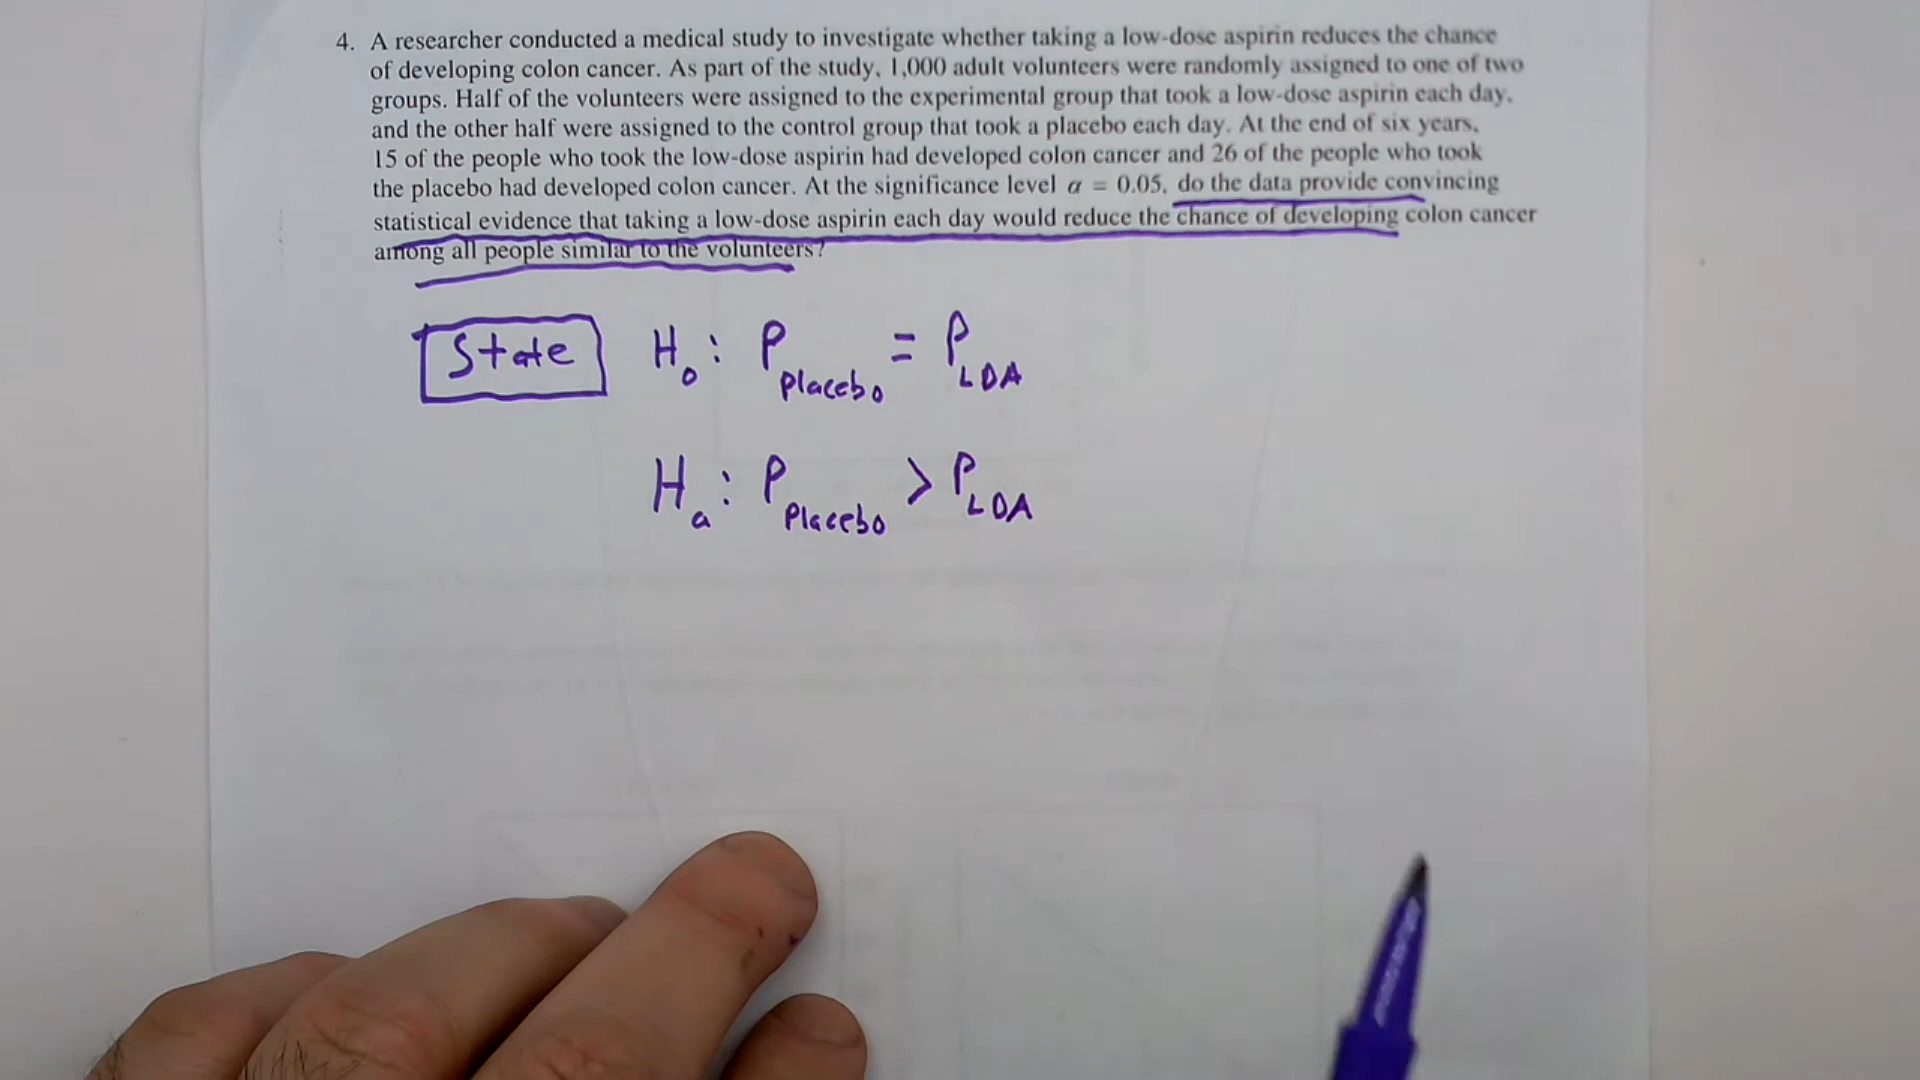 4. A researcher conducted a medical study to investigate whether taking a low-dose aspirin reduces the chance
of developing colon cancer. As part of the study, 1,000 adult volunteers were randomly assigned to one of two
groups. Half of the volunteers were assigned to the experimental group that took a low-dose aspirin each day,
and the other half were assigned to the control group that took a placebo each day. At the end of six years,
15 of the people who took the low-dose aspirin had developed colon cancer and 26 of the people who took
the placebo had developed colon cancer. At the significance level α = 0.05, do the data provide convincing
statistical evidence that taking a low-dose aspirin each day would reduce the chance of developing colon cancer
among all people similar to the volunteers?
State H₀: P Placebo = P LDA
Hₐ: P Placebo > P LDA